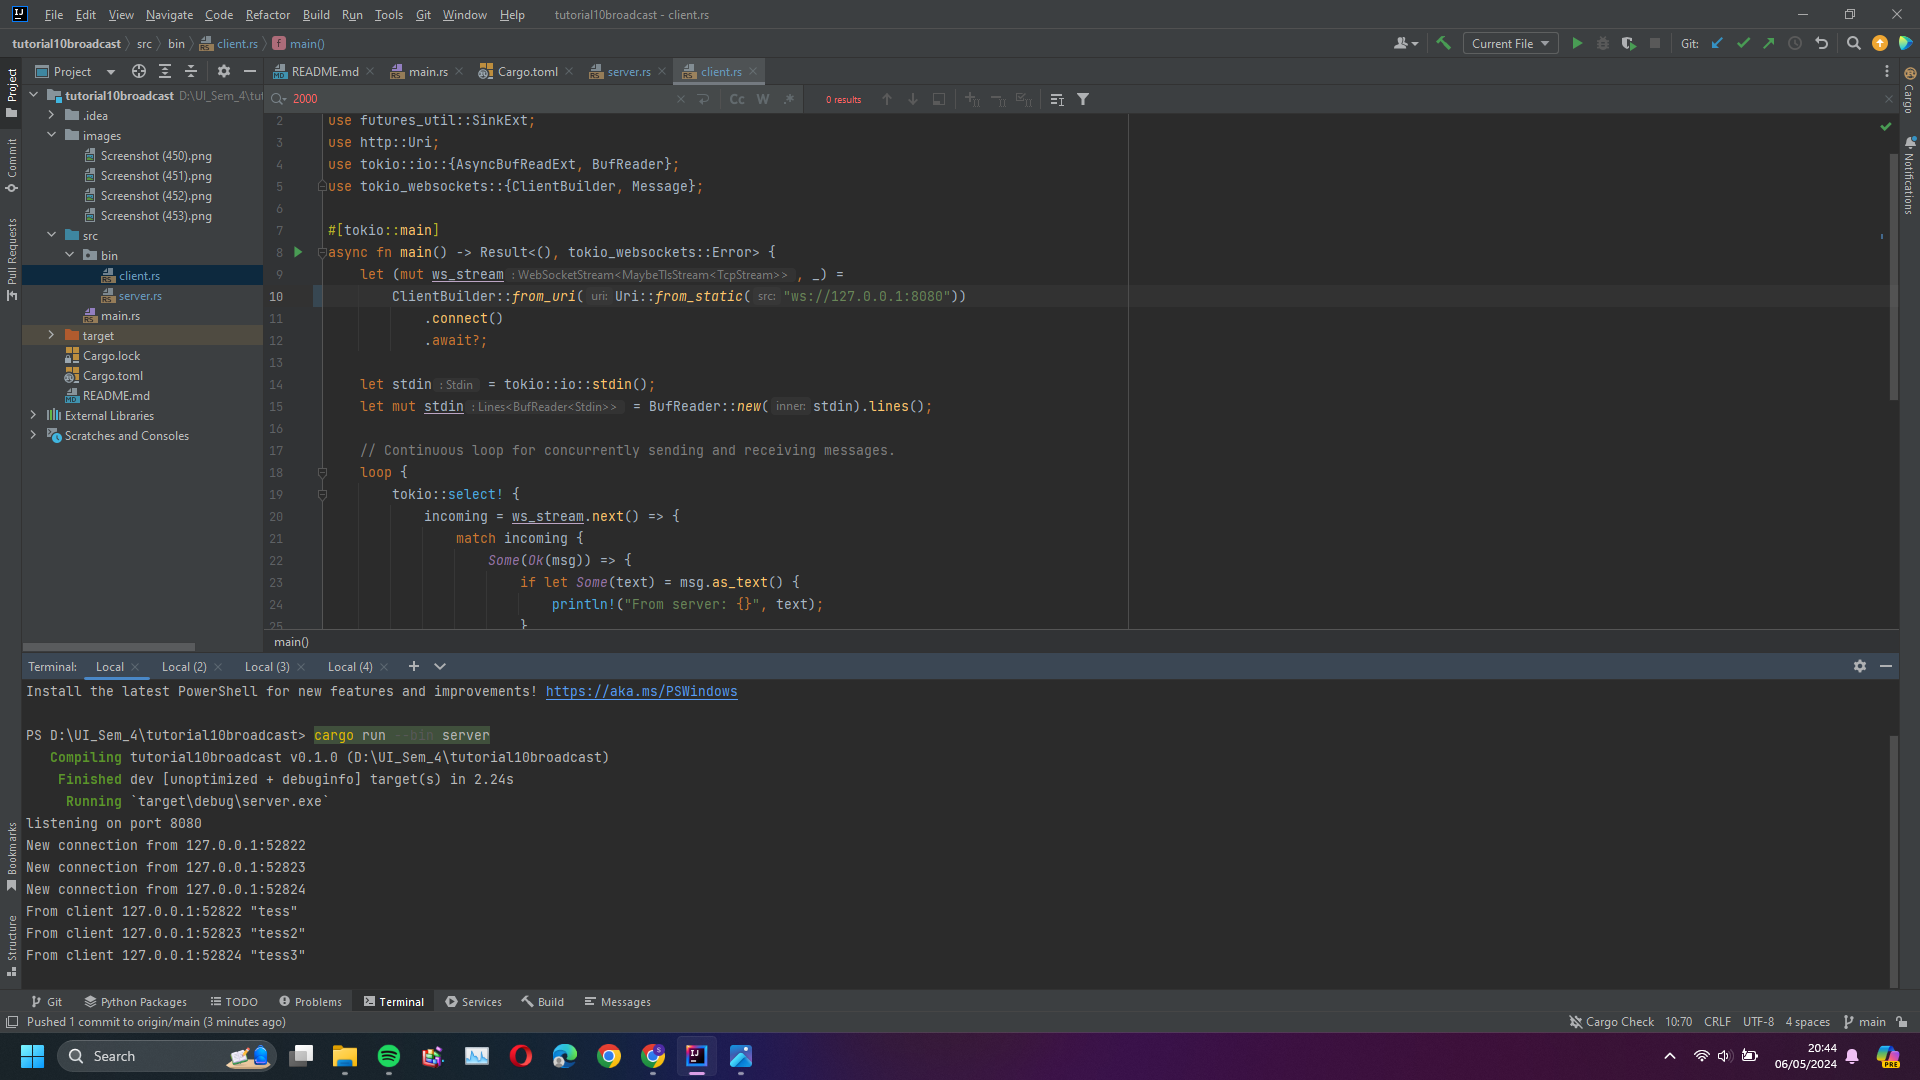 File Edit View Navigate Code Refactor Build Run Tools Git Window Help tutorial10broadcast - client.rs
tutorial10broadcast src bin client.rs main() Current File Git:
Project README.md main.rs Cargo.toml server.rs client.rs
2000 Cc W .* 0 results
Project
Commit
Pull Requests
Bookmarks
Structure
tutorial10broadcast D:\UI_Sem_4\tut
.idea
images
Screenshot (450).png
Screenshot (451).png
Screenshot (452).png
Screenshot (453).png
src
bin
client.rs
server.rs
main.rs
target
Cargo.lock
Cargo.toml
README.md
External Libraries
Scratches and Consoles
2 use futures_util::SinkExt;
3 use http::Uri;
4 use tokio::io::{AsyncBufReadExt, BufReader};
5 use tokio_websockets::{ClientBuilder, Message};
6
7 #[tokio::main]
8 async fn main() -> Result<(), tokio_websockets::Error> {
9 let (mut ws_stream : WebSocketStream<MaybeTlsStream<TcpStream>> , _) =
10 ClientBuilder::from_uri( uri: Uri::from_static( src: "ws://127.0.0.1:8080"))
11 .connect()
12 .await?;
13
14 let stdin : Stdin = tokio::io::stdin();
15 let mut stdin : Lines<BufReader<Stdin>> = BufReader::new( inner: stdin).lines();
16
17 // Continuous loop for concurrently sending and receiving messages.
18 loop {
19 tokio::select! {
20 incoming = ws_stream.next() => {
21 match incoming {
22 Some(Ok(msg)) => {
23 if let Some(text) = msg.as_text() {
24 println!("From server: {}", text);
25 }
main()
Cargo
Notifications
Terminal: Local Local (2) Local (3) Local (4)
Install the latest PowerShell for new features and improvements! https://aka.ms/PSWindows
PS D:\UI_Sem_4\tutorial10broadcast> cargo run --bin server
Compiling tutorial10broadcast v0.1.0 (D:\UI_Sem_4\tutorial10broadcast)
Finished dev [unoptimized + debuginfo] target(s) in 2.24s
Running `target\debug\server.exe`
listening on port 8080
New connection from 127.0.0.1:52822
New connection from 127.0.0.1:52823
New connection from 127.0.0.1:52824
From client 127.0.0.1:52822 "tess"
From client 127.0.0.1:52823 "tess2"
From client 127.0.0.1:52824 "tess3"
Git Python Packages TODO Problems Terminal Services Build Messages
Pushed 1 commit to origin/main (3 minutes ago) Cargo Check 10:70 CRLF UTF-8 4 spaces main
Search
20:44
06/05/2024
PRE